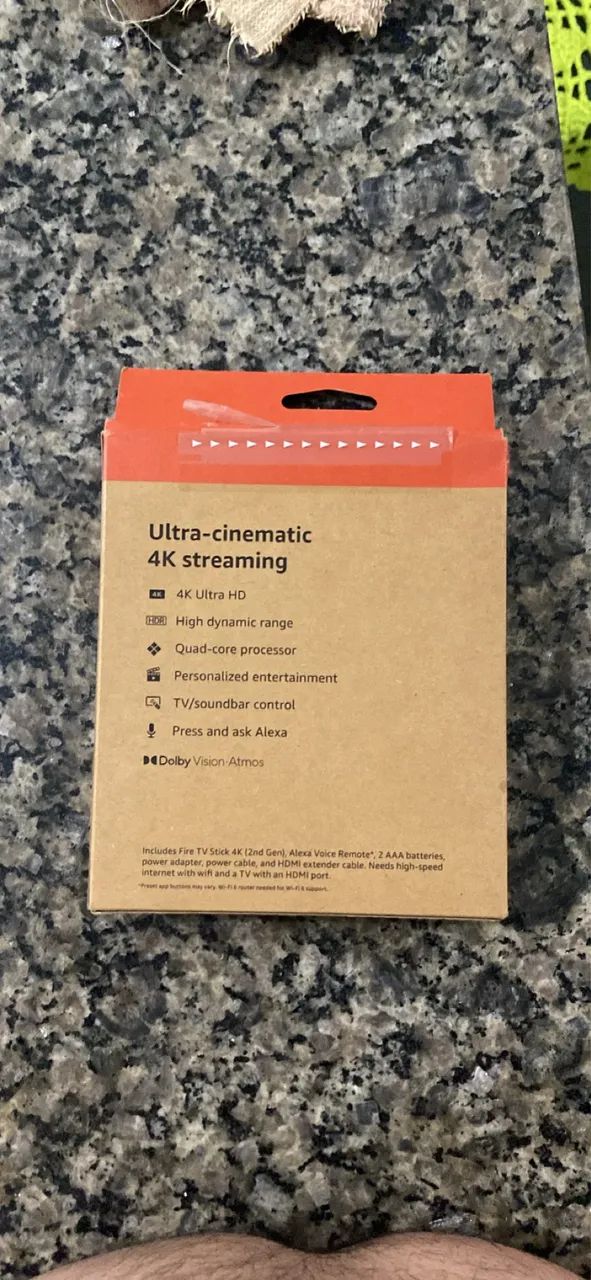 Ultra-cinematic
4K streaming
4K 4K Ultra HD
HDR High dynamic range
Quad-core processor
Personalized entertainment
TV/soundbar control
Press and ask Alexa
Dolby Vision·Atmos
Includes Fire TV Stick 4K (2nd Gen), Alexa Voice Remote*, 2 AAA batteries,
power adapter, power cable, and HDMI extender cable. Needs high-speed
internet with wifi and a TV with an HDMI port.
*Preset app buttons may vary. Wi-Fi 6 router needed for Wi-Fi 6 support.